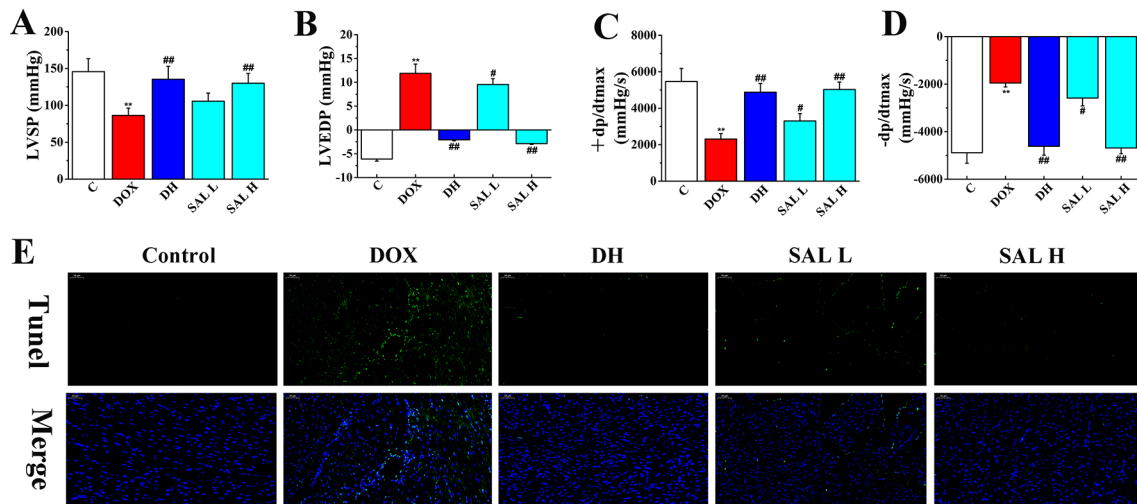 A
LVSP (mmHg)
200
150
100
50
0
**
##
##
C
DOX
DH
SAL L
SAL H
B
LVEDP (mmHg)
20
15
10
5
0
-5
-10
**
##
#
##
C
DOX
DH
SAL L
SAL H
C
+dp/dtmax
(mmHg/s)
8000
6000
4000
2000
0
**
##
#
##
C
DOX
DH
SAL L
SAL H
D
-dp/dtmax
(mmHg/s)
0
-2000
-4000
-6000
**
##
#
##
C
DOX
DH
SAL L
SAL H
E
Control
DOX
DH
SAL L
SAL H
Tunel
Merge